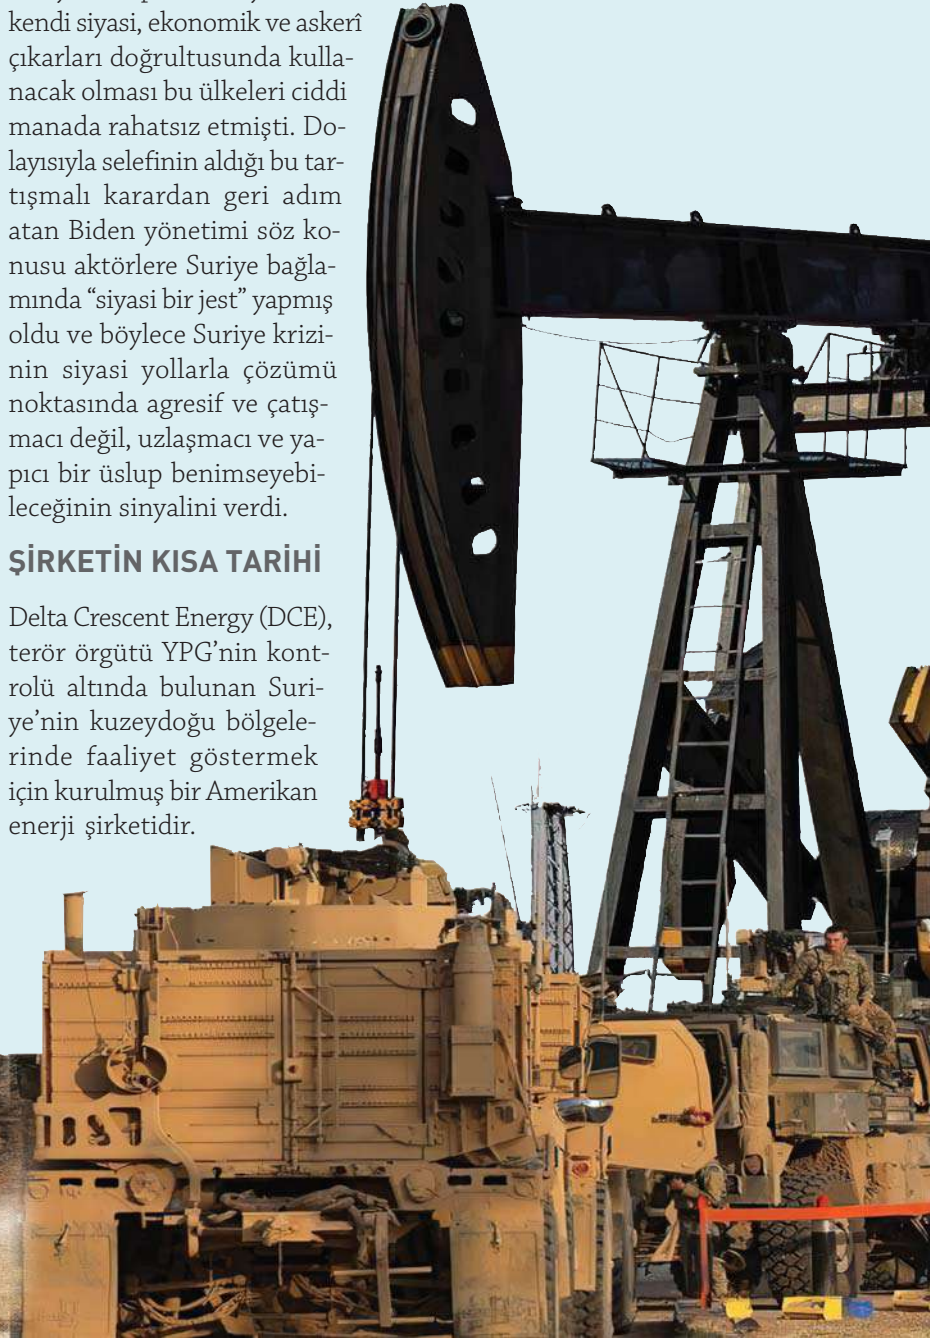 kendi siyasi, ekonomik ve askerî
çıkarları doğrultusunda kulla-
nacak olması bu ülkeleri ciddi
manada rahatsız etmişti. Do-
layısıyla selefinin aldığı bu tar-
tışmalı karardan geri adım
atan Biden yönetimi söz ko-
nusu aktörlere Suriye bağla-
mında “siyasi bir jest” yapmış
oldu ve böylece Suriye krizi-
nin siyasi yollarla çözümü
noktasında agresif ve çatış-
macı değil, uzlaşmacı ve ya-
pıcı bir üslup benimseyebi-
leceğinin sinyalini verdi.
ŞİRKETİN KISA TARİHİ
Delta Crescent Energy (DCE),
terör örgütü YPG’nin kont-
rolü altında bulunan Suri-
ye’nin kuzeydoğu bölgele-
rinde faaliyet göstermek
için kurulmuş bir Amerikan
enerji şirketidir.